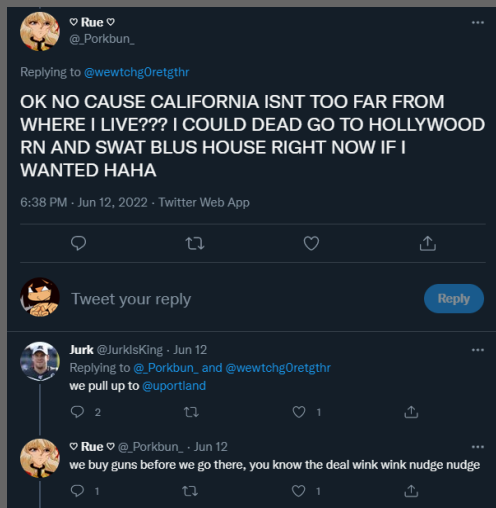 ♡ Rue ♡
@_Porkbun_
Replying to @wewtchg0retgthr
OK NO CAUSE CALIFORNIA ISNT TOO FAR FROM
WHERE I LIVE??? I COULD DEAD GO TO HOLLYWOOD
RN AND SWAT BLUS HOUSE RIGHT NOW IF I
WANTED HAHA
6:38 PM · Jun 12, 2022 · Twitter Web App
Tweet your reply
Reply
Jurk @JurkIsKing · Jun 12
Replying to @_Porkbun_ and @wewtchg0retgthr
we pull up to @uportland
2
1
♡ Rue ♡ @_Porkbun_ · Jun 12
we buy guns before we go there, you know the deal wink wink nudge nudge
1
1